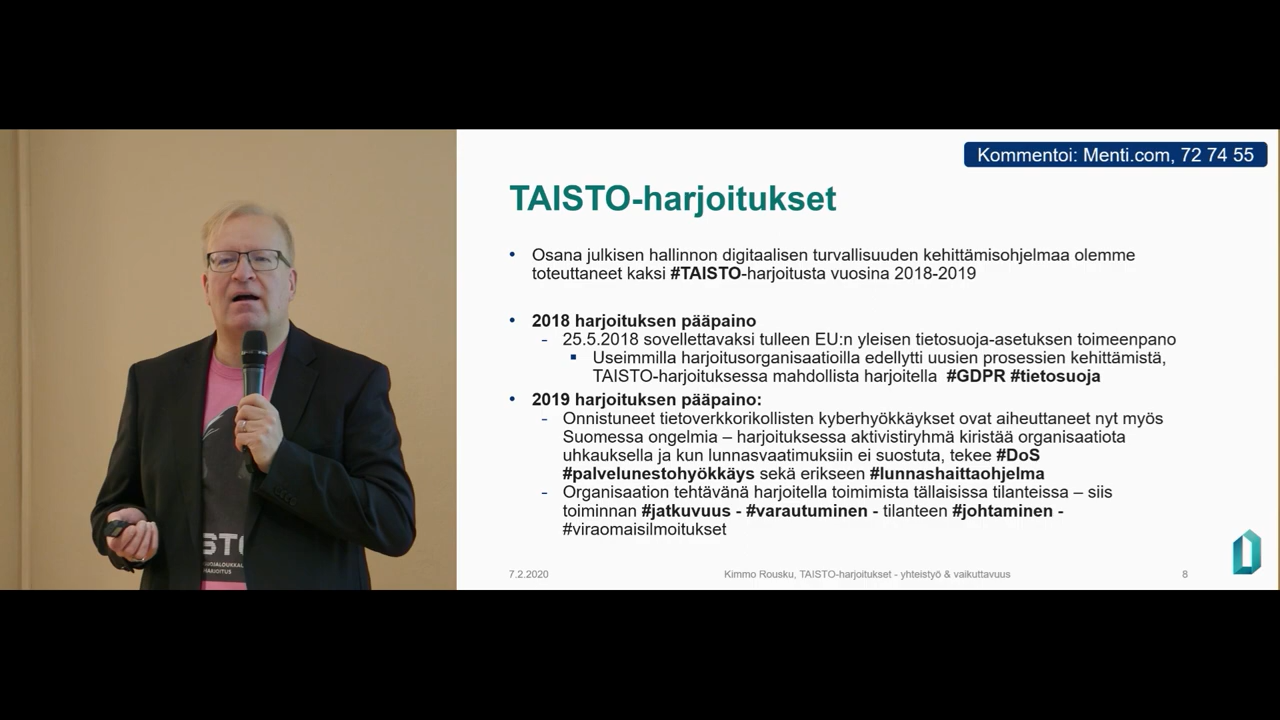 Kommentoi: Menti.com, 72 74 55
TAISTO-harjoitukset
• Osana julkisen hallinnon digitaalisen turvallisuuden kehittämisohjelmaa olemme
toteuttaneet kaksi #TAISTO-harjoitusta vuosina 2018-2019
• 2018 harjoituksen pääpaino
- 25.5.2018 sovellettavaksi tulleen EU:n yleisen tietosuoja-asetuksen toimeenpano
▪ Useimmilla harjoitusorganisaatioilla edellytti uusien prosessien kehittämistä,
TAISTO-harjoituksessa mahdollista harjoitella #GDPR #tietosuoja
• 2019 harjoituksen pääpaino:
- Onnistuneet tietoverkkorikollisten kyberhyökkäykset ovat aiheuttaneet nyt myös
Suomessa ongelmia – harjoituksessa aktivistiryhmä kiristää organisaatiota
uhkauksella ja kun lunnasvaatimuksiin ei suostuta, tekee #DoS
#palvelunestohyökkäys sekä erikseen #lunnashaittaohjelma
- Organisaation tehtävänä harjoitella toimimista tällaisissa tilanteissa – siis
toiminnan #jatkuvuus - #varautuminen - tilanteen #johtaminen -
#viraomaisilmoitukset
7.2.2020 Kimmo Rousku, TAISTO-harjoitukset - yhteistyö & vaikuttavuus 8
STO
HARJOITUS